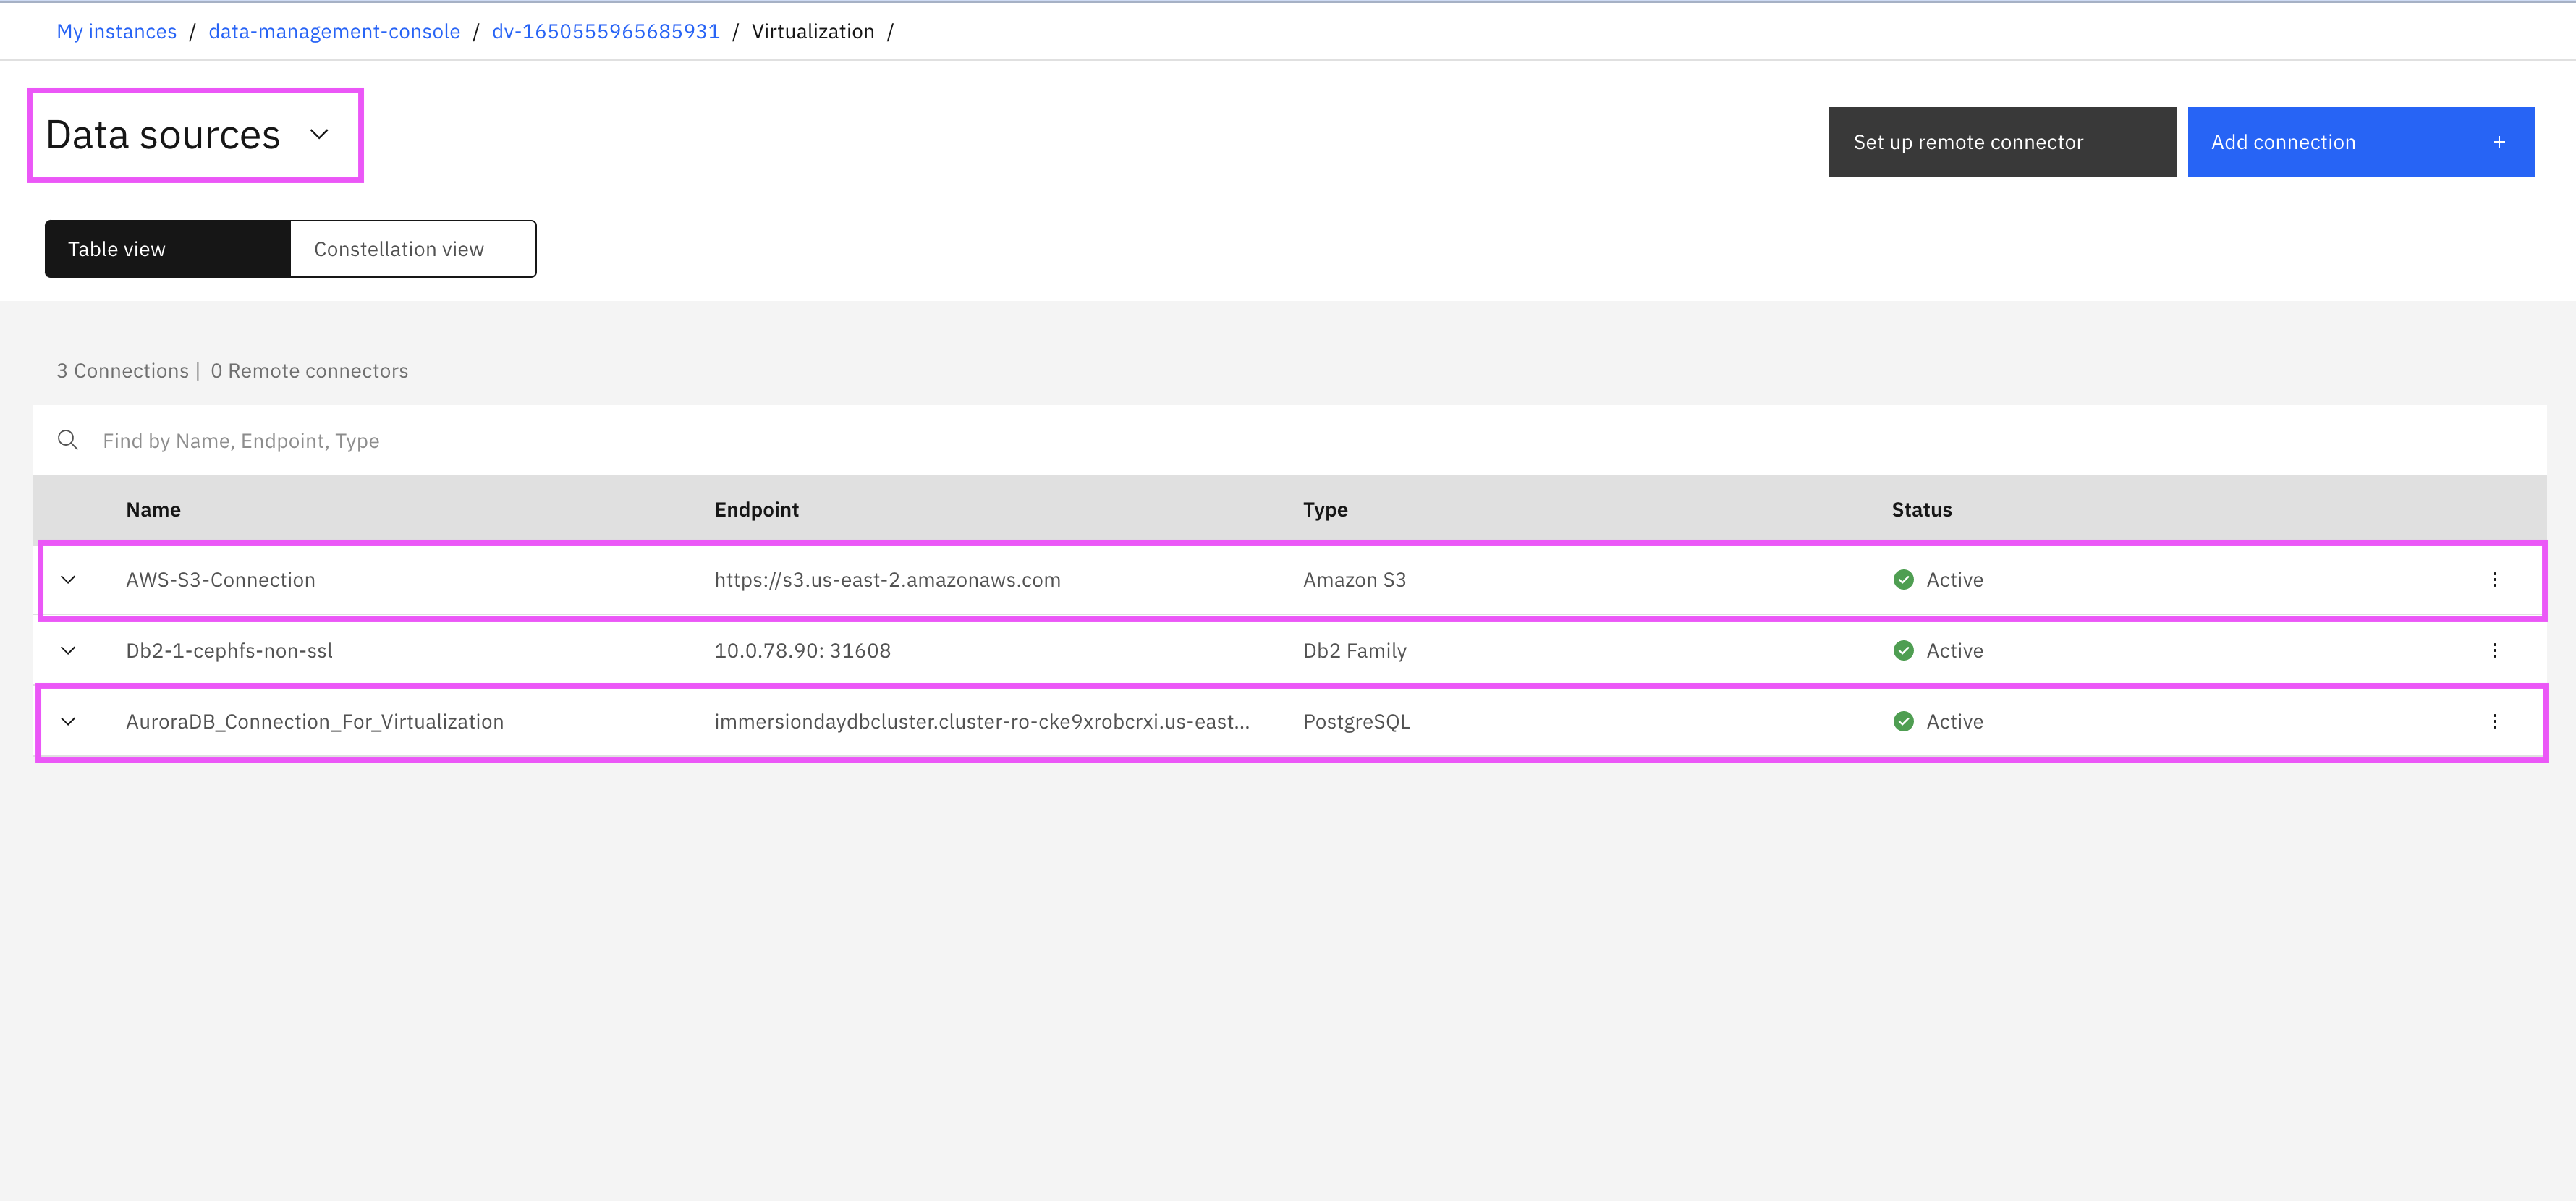 My instances / data-management-console / dv-1650555965685931 / Virtualization /
Data sources
Set up remote connector
Add connection +
Table view
Constellation view
3 Connections | 0 Remote connectors
Find by Name, Endpoint, Type
Name Endpoint Type Status
AWS-S3-Connection https://s3.us-east-2.amazonaws.com Amazon S3 Active
Db2-1-cephfs-non-ssl 10.0.78.90: 31608 Db2 Family Active
AuroraDB_Connection_For_Virtualization immersiondaydbcluster.cluster-ro-cke9xrobcrxi.us-east... PostgreSQL Active